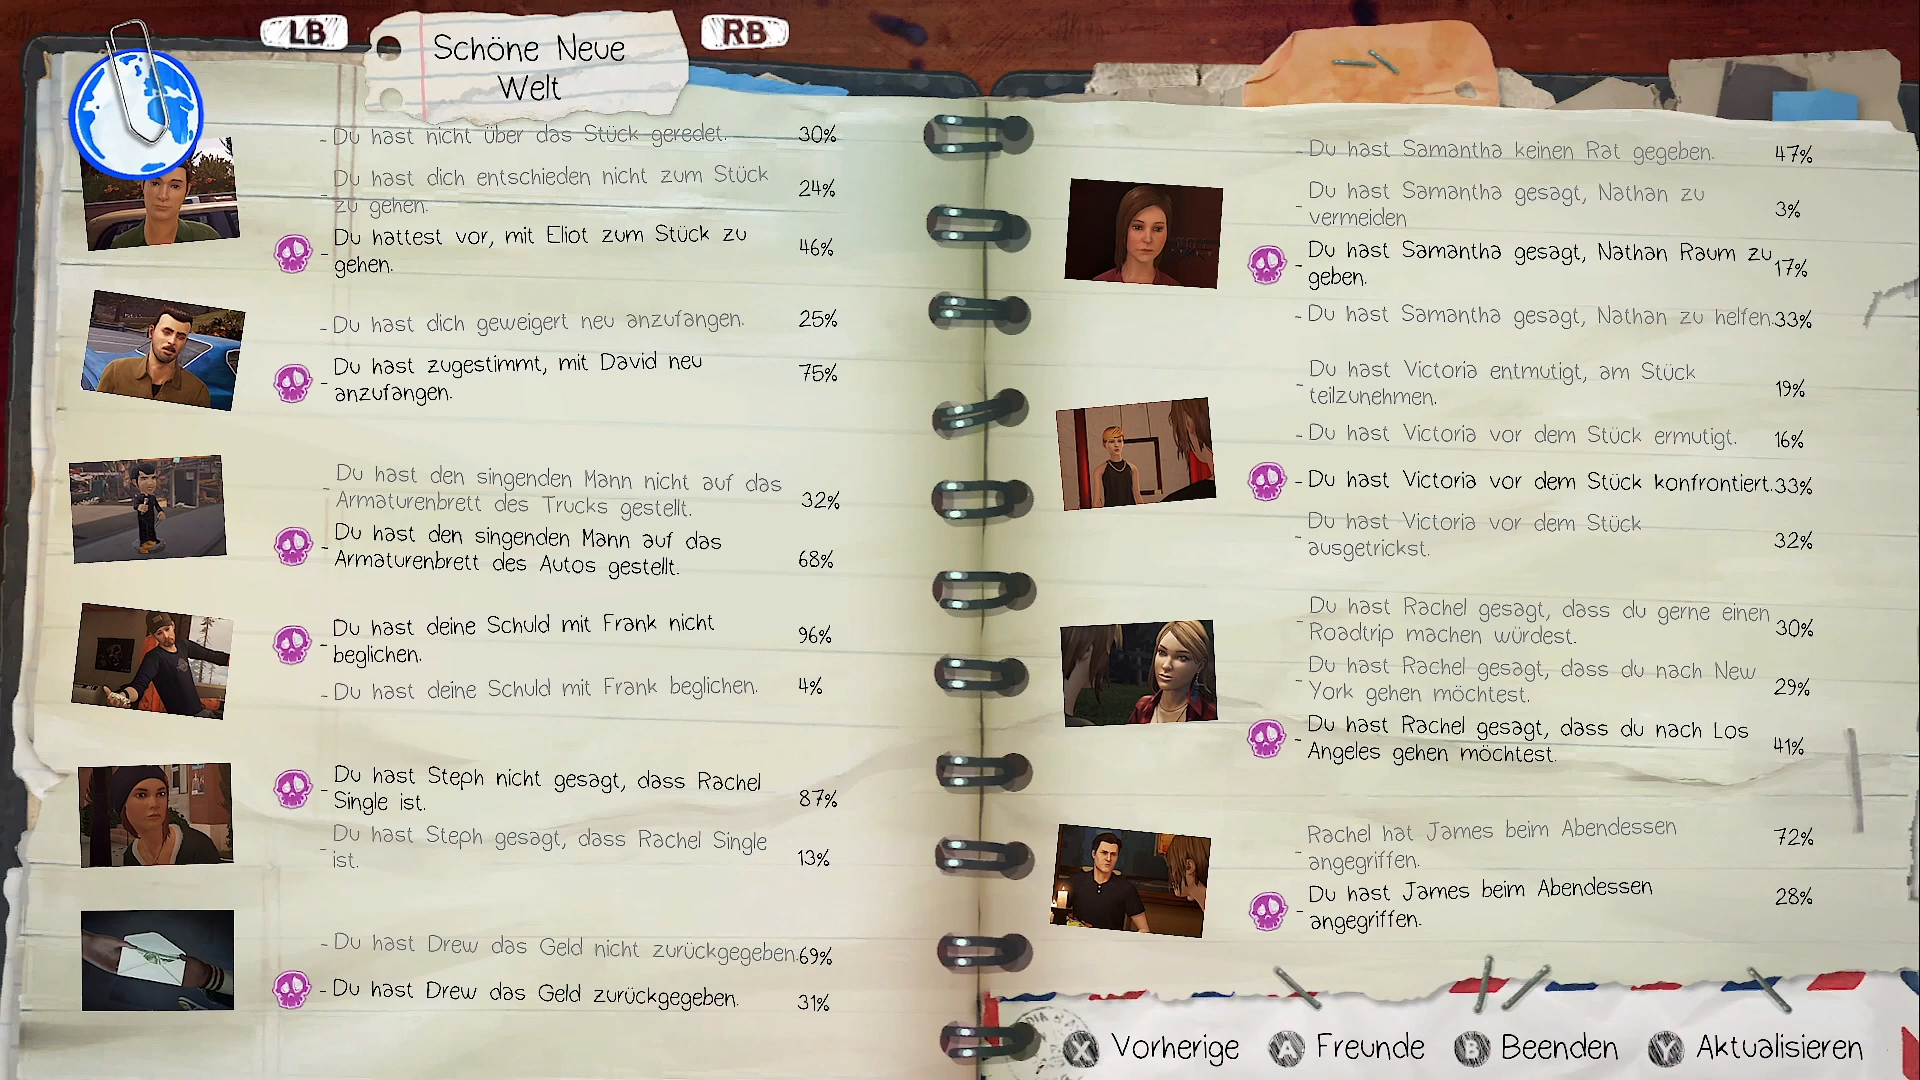 LB
Schöne Neue
Welt
RB
- Du hast nicht über das Stück geredet. 30%
- Du hast dich entschieden nicht zum Stück
zu gehen. 24%
- Du hattest vor, mit Eliot zum Stück zu
gehen. 46%
- Du hast dich geweigert neu anzufangen. 25%
- Du hast zugestimmt, mit David neu
anzufangen. 75%
- Du hast den singenden Mann nicht auf das
Armaturenbrett des Trucks gestellt. 32%
- Du hast den singenden Mann auf das
Armaturenbrett des Autos gestellt. 68%
- Du hast deine Schuld mit Frank nicht
beglichen. 96%
- Du hast deine Schuld mit Frank beglichen. 4%
- Du hast Steph nicht gesagt, dass Rachel
Single ist. 87%
- Du hast Steph gesagt, dass Rachel Single
ist. 13%
- Du hast Drew das Geld nicht zurückgegeben. 69%
- Du hast Drew das Geld zurückgegeben. 31%
- Du hast Samantha keinen Rat gegeben. 47%
- Du hast Samantha gesagt, Nathan zu
vermeiden 3%
- Du hast Samantha gesagt, Nathan Raum zu
geben. 17%
- Du hast Samantha gesagt, Nathan zu helfen. 33%
- Du hast Victoria entmutigt, am Stück
teilzunehmen. 19%
- Du hast Victoria vor dem Stück ermutigt. 16%
- Du hast Victoria vor dem Stück konfrontiert. 33%
- Du hast Victoria vor dem Stück
ausgetrickst. 32%
- Du hast Rachel gesagt, dass du gerne einen
Roadtrip machen würdest. 30%
- Du hast Rachel gesagt, dass du nach New
York gehen möchtest. 29%
- Du hast Rachel gesagt, dass du nach Los
Angeles gehen möchtest. 41%
- Rachel hat James beim Abendessen
angegriffen. 72%
- Du hast James beim Abendessen
angegriffen. 28%
X Vorherige A Freunde B Beenden Y Aktualisieren